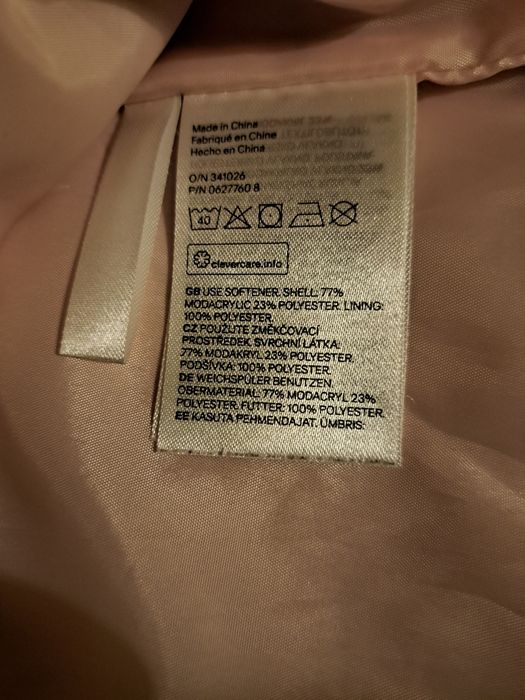 Made in China
Fabriqué en Chine
Hecho en China
O/N 341026
P/N 0627760 8
40
clevercare.info
GB USE SOFTENER. SHELL: 77%
MODACRYLIC 23% POLYESTER. LINING:
100% POLYESTER.
CZ POUŽIJTE ZMĚKČOVACÍ
PROSTŘEDEK. SVRCHNÍ LÁTKA:
77% MODAKRYL 23% POLYESTER.
PODŠÍVKA: 100% POLYESTER.
DE WEICHSPÜLER BENUTZEN.
OBERMATERIAL: 77% MODACRYL 23%
POLYESTER. FUTTER: 100% POLYESTER.
EE KASUTA PEHMENDAJAT. ÜMBRIS: